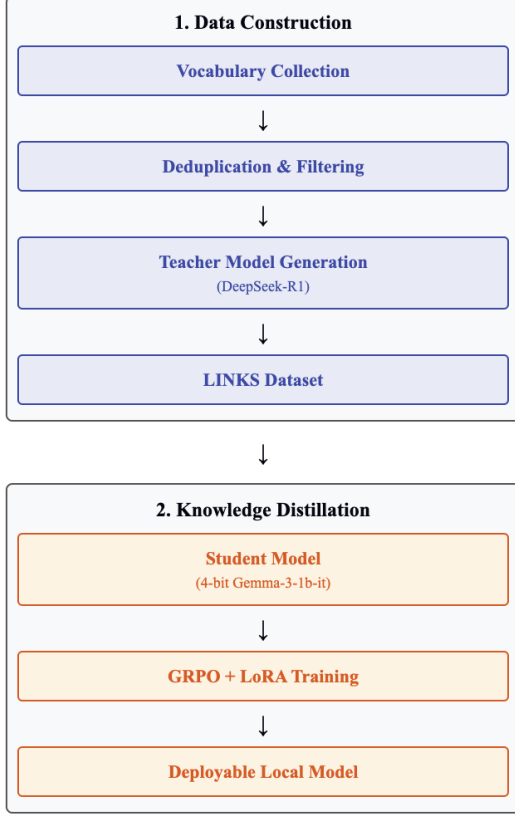 1. Data Construction
Vocabulary Collection
↓
Deduplication & Filtering
↓
Teacher Model Generation
(DeepSeek-R1)
↓
LINKS Dataset
↓
2. Knowledge Distillation
Student Model
(4-bit Gemma-3-1b-it)
↓
GRPO + LoRA Training
↓
Deployable Local Model